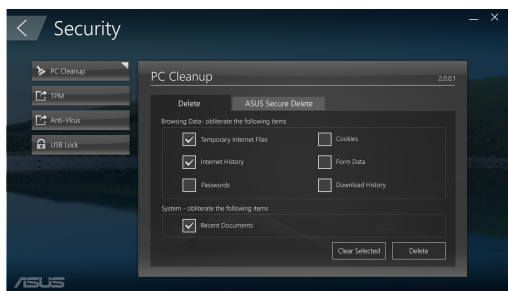 Security
PC Cleanup
TPM
Anti-Virus
USB Lock
PC Cleanup
2.0.0.1
Delete
ASUS Secure Delete
Browsing Data- obliterate the following items
Temporary Internet Files
Cookies
Internet History
Form Data
Passwords
Download History
System - obliterate the following items
Recent Documents
Clear Selected
Delete
ASUS